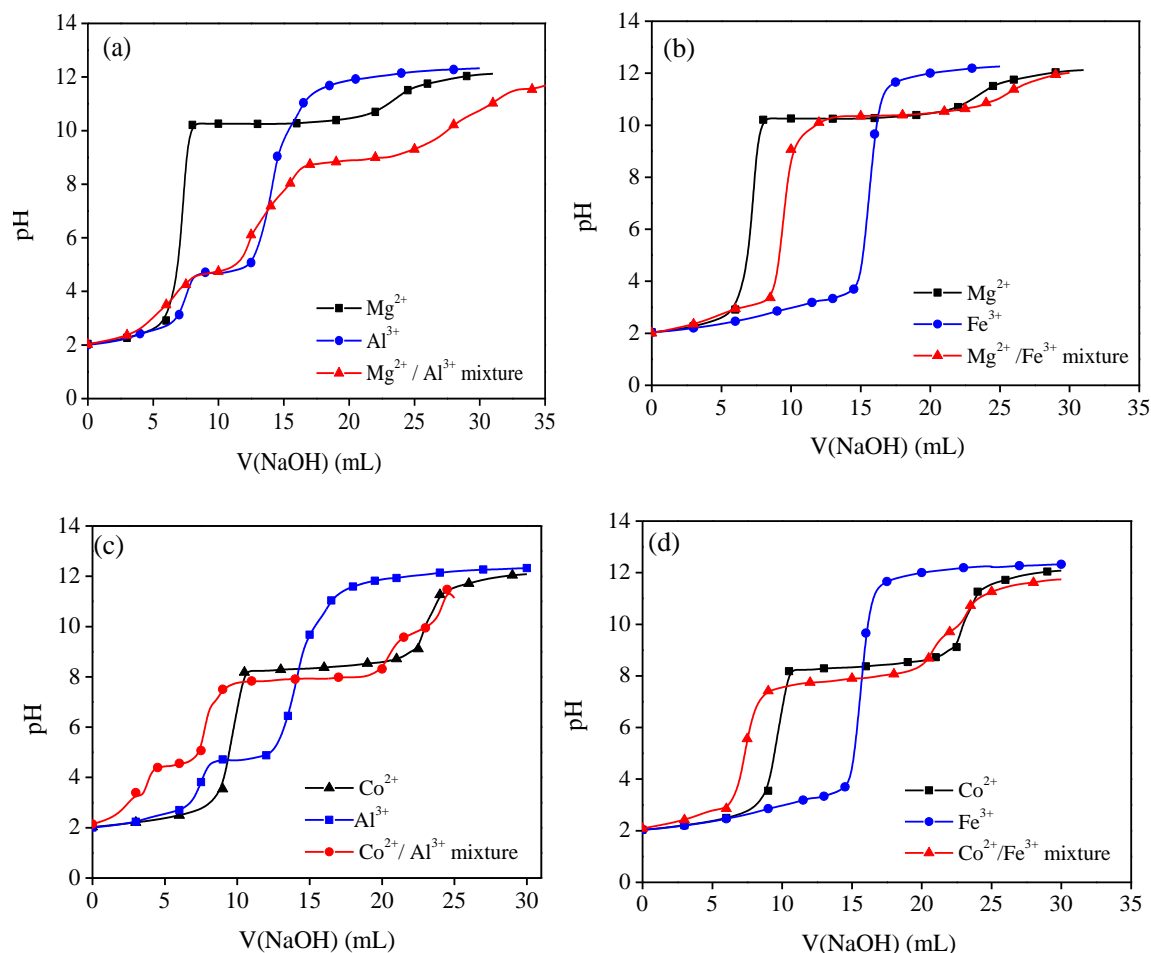 (a)
14
12
10
8
6
4
2
0
pH
0 5 10 15 20 25 30 35
V(NaOH) (mL)
Mg²⁺
Al³⁺
Mg²⁺ / Al³⁺ mixture
(b)
14
12
10
8
6
4
2
0
pH
0 5 10 15 20 25 30 35
V(NaOH) (mL)
Mg²⁺
Fe³⁺
Mg²⁺ /Fe³⁺ mixture
(c)
14
12
10
8
6
4
2
0
pH
0 5 10 15 20 25 30
V(NaOH) (mL)
Co²⁺
Al³⁺
Co²⁺/ Al³⁺ mixture
(d)
14
12
10
8
6
4
2
0
pH
0 5 10 15 20 25 30 35
V(NaOH) (mL)
Co²⁺
Fe³⁺
Co²⁺/Fe³⁺ mixture